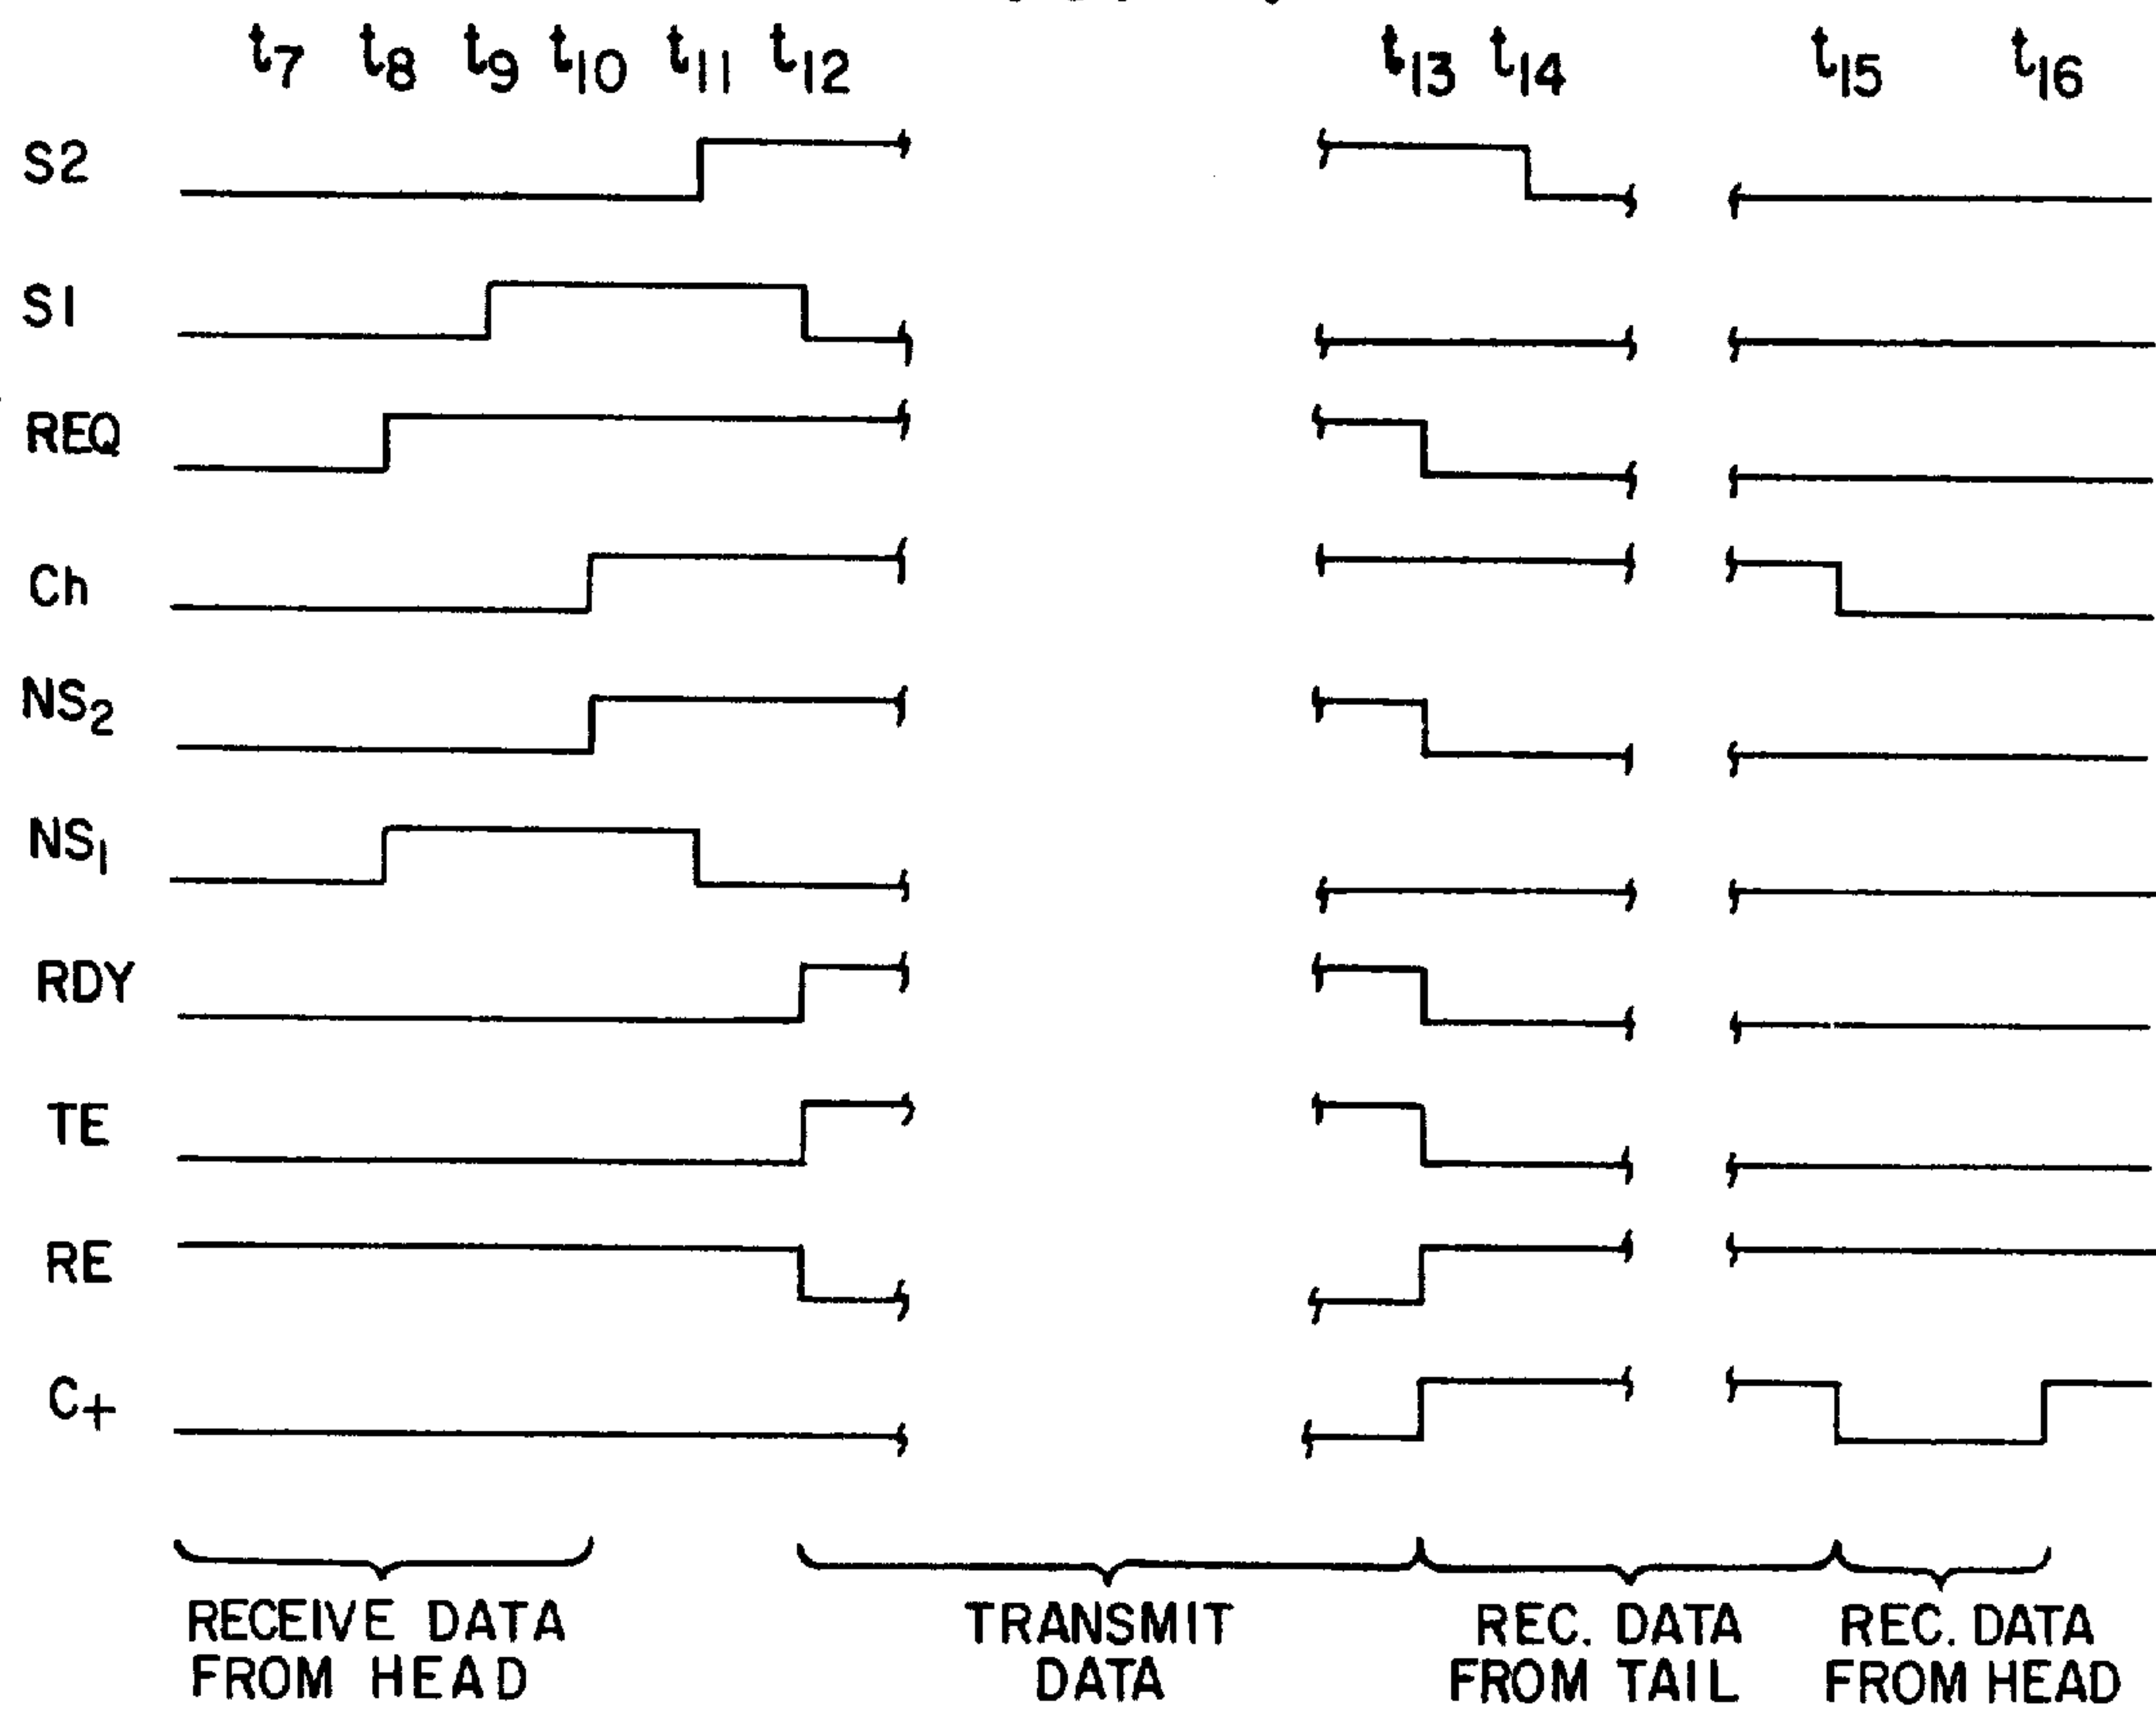 t7 t8 t9 t10 t11 t12 t13 t14 t15 t16
S2
S1
REQ
Ch
NS2
NS1
RDY
TE
RE
C+
RECEIVE DATA FROM HEAD
TRANSMIT DATA
REC. DATA FROM TAIL
REC. DATA FROM HEAD